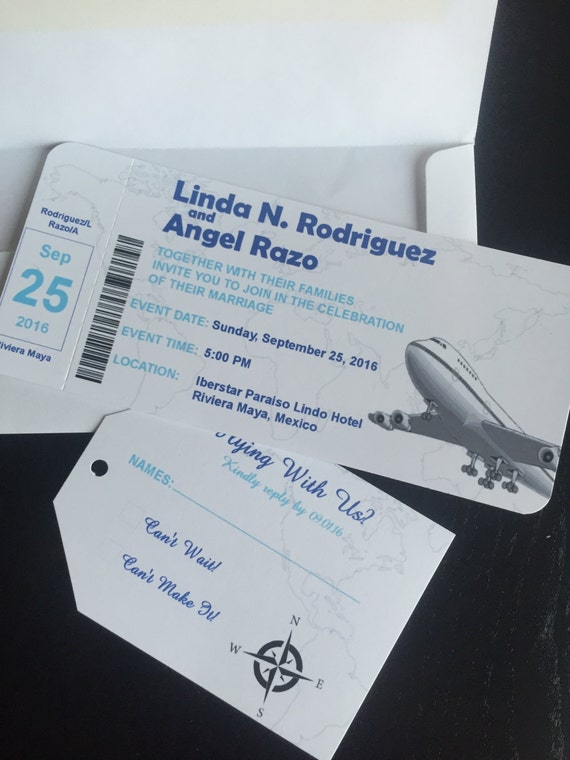 Rodriguez/L
Razo/A
Sep
25
2016
Riviera Maya
Linda N. Rodriguez
and
Angel Razo
TOGETHER WITH THEIR FAMILIES
INVITE YOU TO JOIN IN THE CELEBRATION
OF THEIR MARRIAGE
EVENT DATE: Sunday, September 25, 2016
EVENT TIME: 5:00 PM
LOCATION: Iberstar Paraiso Lindo Hotel
Riviera Maya, Mexico
With Us?
Kindly reply by 09.01.16
NAMES:
Can't Wait!
Can't Make It!
N
W
E
S